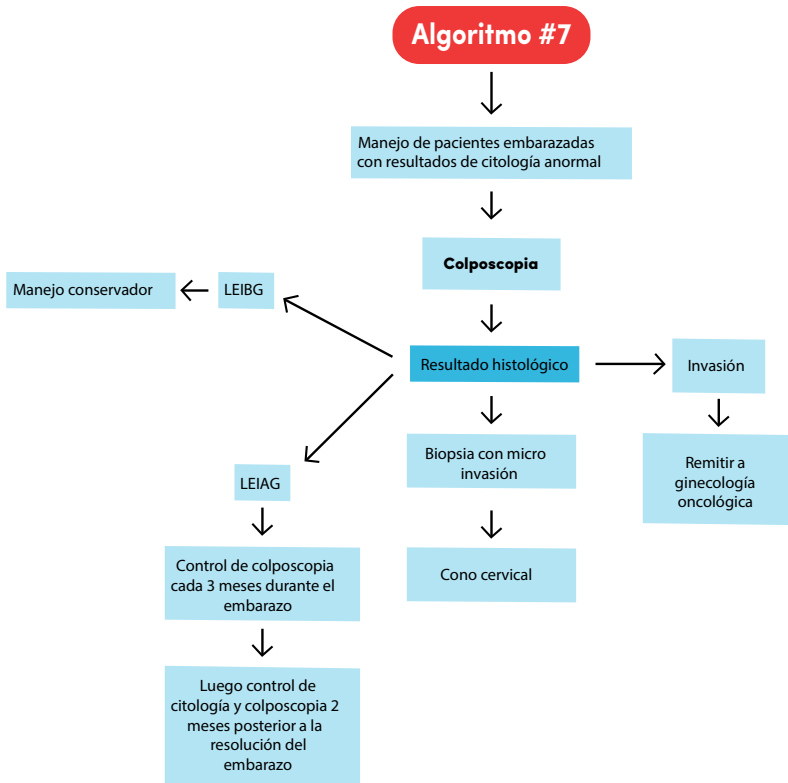 Algoritmo #7
Manejo de pacientes embarazadas
con resultados de citología anormal
Colposcopia
Manejo conservador
LEIBG
Resultado histológico
Invasión
Biopsia con micro
invasión
Remitir a
ginecología
oncológica
LEIAG
Control de colposcopia
cada 3 meses durante el
embarazo
Cono cervical
Luego control de
citología y colposcopia 2
meses posterior a la
resolución del
embarazo